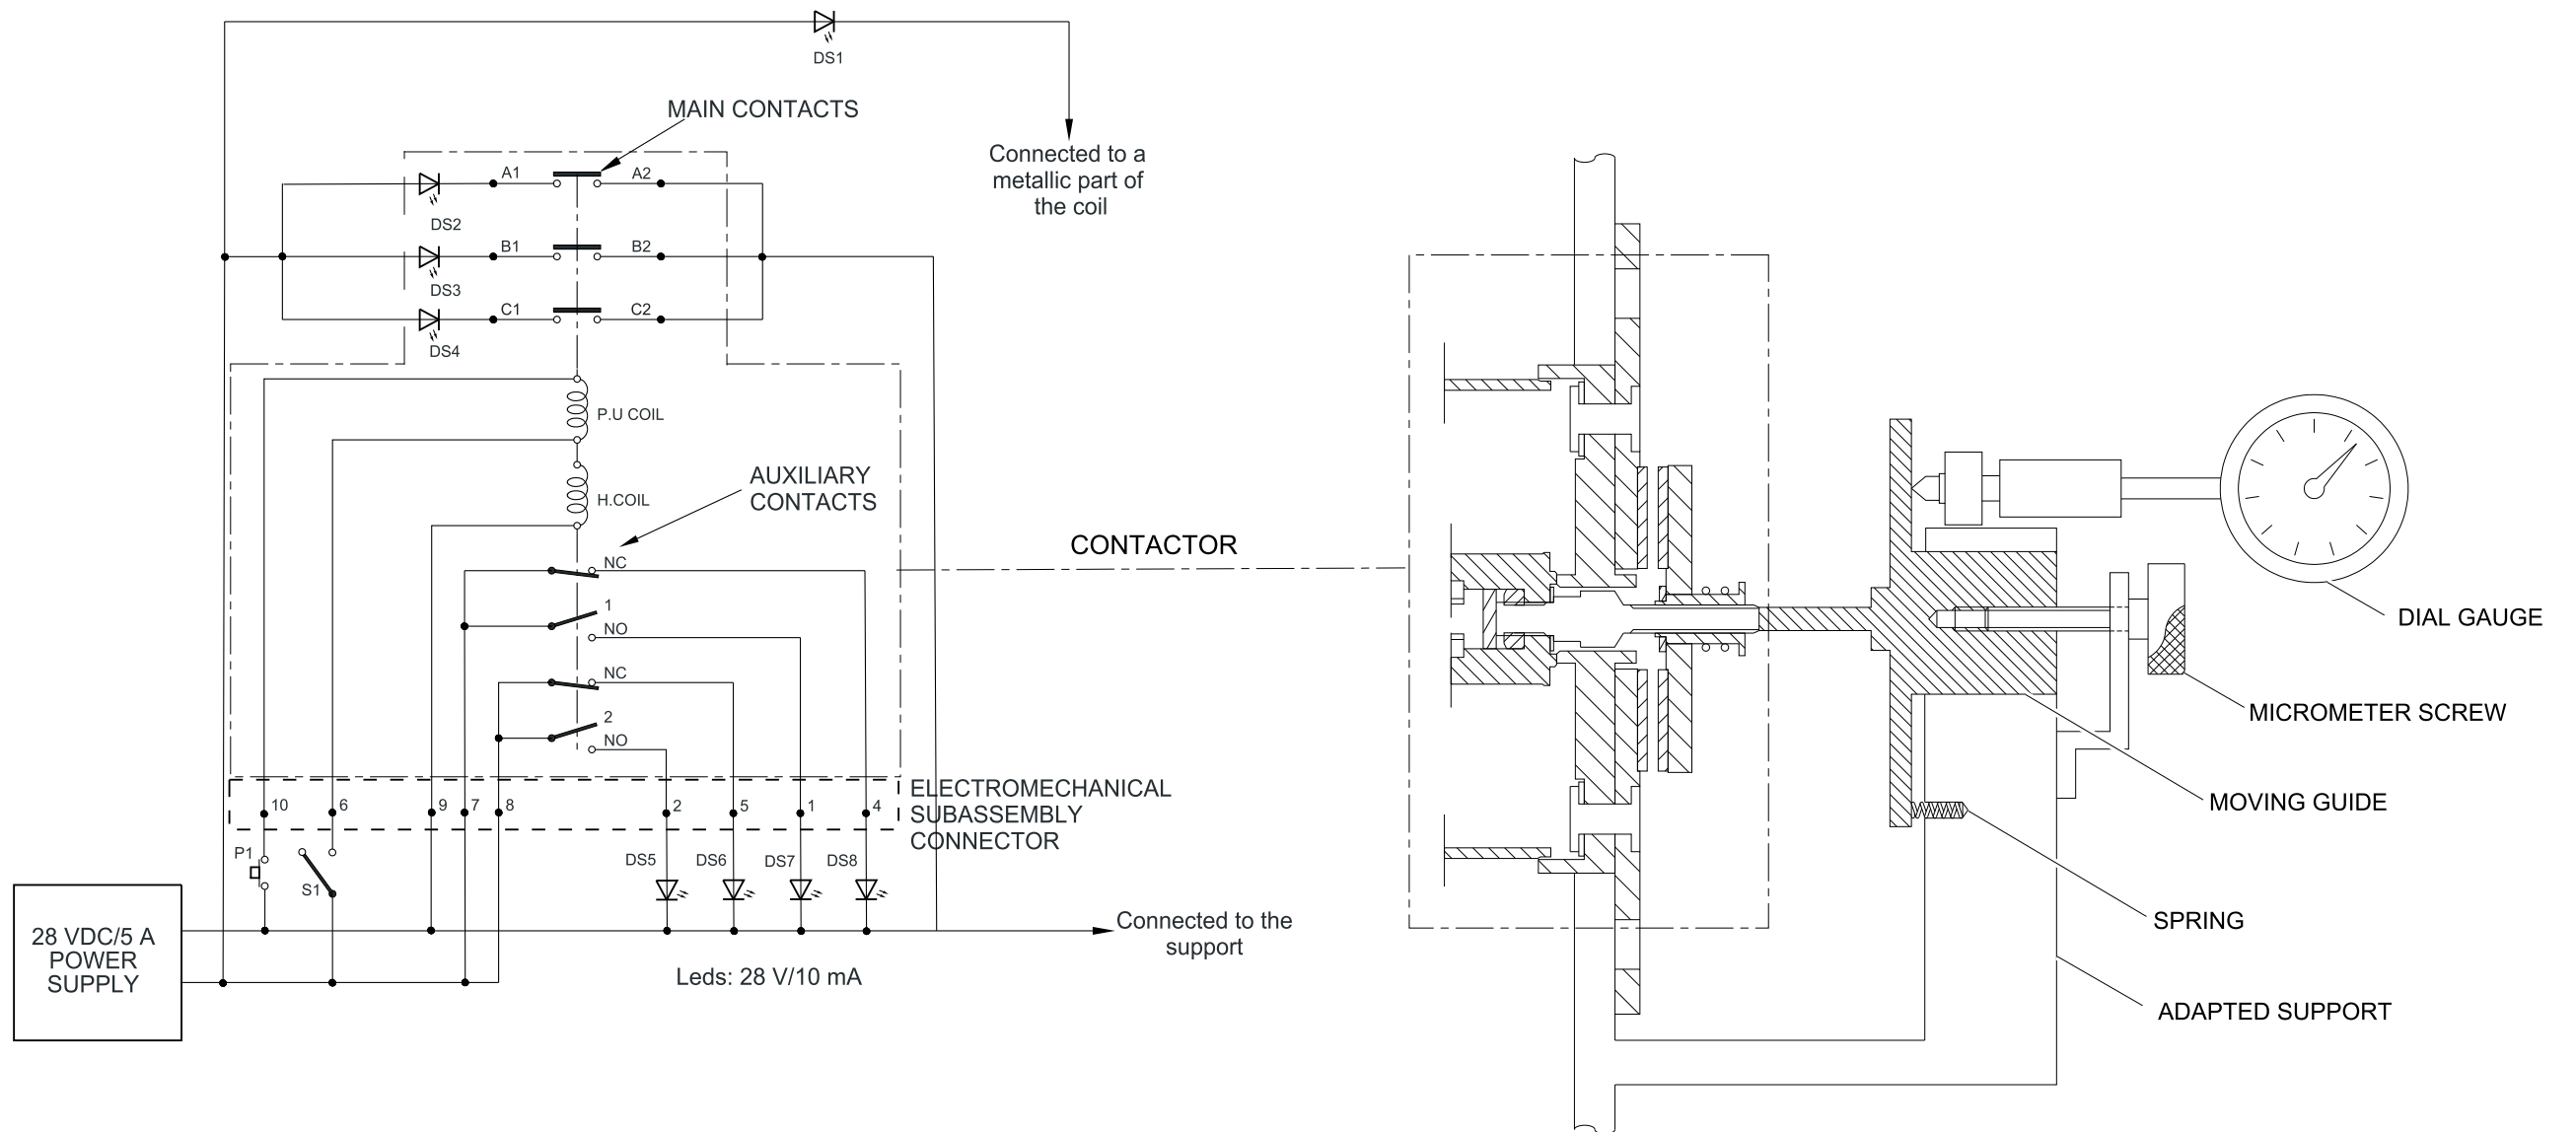 DS1
MAIN CONTACTS
Connected to a
metallic part of
the coil
A1
A2
DS2
B1
B2
DS3
C1
C2
DS4
P.U COIL
H.COIL
AUXILIARY
CONTACTS
NC
1
NO
NC
2
NO
CONTACTOR
10
6
9
7
8
2
5
1
4
ELECTROMECHANICAL
SUBASSEMBLY
CONNECTOR
P1
S1
DS5
DS6
DS7
DS8
28 VDC/5 A
POWER
SUPPLY
Connected to the
support
Leds: 28 V/10 mA
DIAL GAUGE
MICROMETER SCREW
MOVING GUIDE
SPRING
ADAPTED SUPPORT